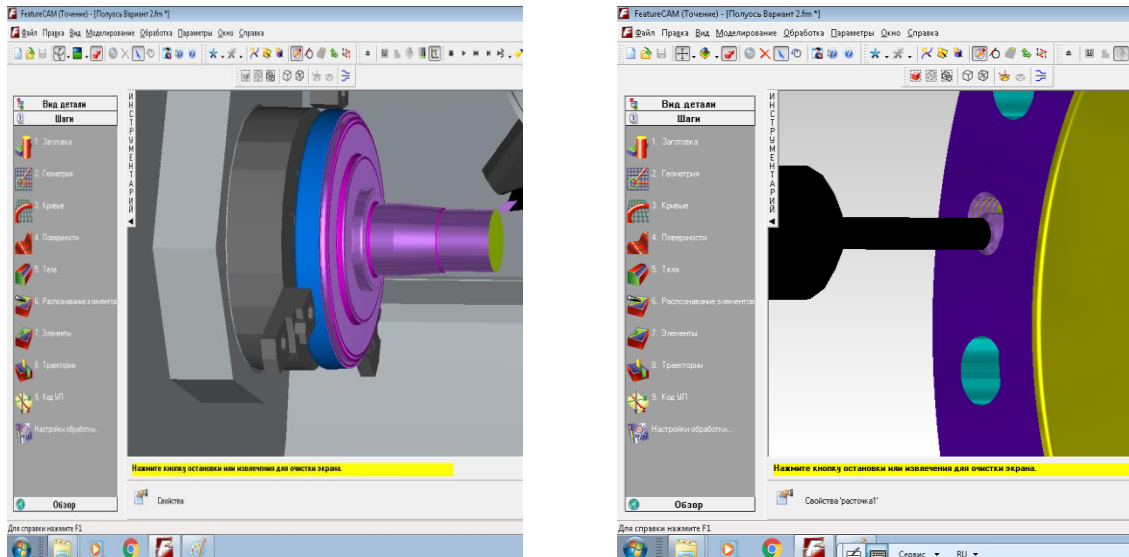 FeatureCAM (Точение) - [Полуось Вариант 2.fm *]
Файл Правка Вид Моделирование Обработка Параметры Окно Справка
Вид детали
Шаги
1. Заготовка
2. Геометрия
3. Кривые
4. Поверхности
5. Тела
6. Распознавание элементов
7. Элементы
8. Траектории
9. Код УП
Настройки обработки...
Обзор
ИНСТРУМЕНТАРИЙ
Нажмите кнопку остановки или извлечения для очистки экрана.
Свойства
Для справки нажмите F1
FeatureCAM (Точение) - [Полуось Вариант 2.fm *]
Файл Правка Вид Моделирование Обработка Параметры Окно Справка
Вид детали
Шаги
1. Заготовка
2. Геометрия
3. Кривые
4. Поверхности
5. Тела
6. Распознавание элементов
7. Элементы
8. Траектории
9. Код УП
Настройки обработки...
Обзор
ИНСТРУМЕНТАРИЙ
Нажмите кнопку остановки или извлечения для очистки экрана.
Свойства 'расточка1'
Для справки нажмите F1
Сервис RU